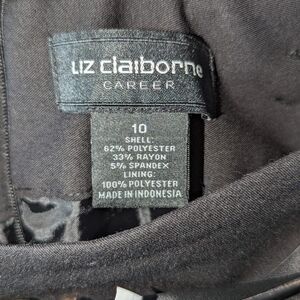 Liz claiborne
CAREER
10
SHELL:
62% POLYESTER
33% RAYON
5% SPANDEX
LINING:
100% POLYESTER
MADE IN INDONESIA